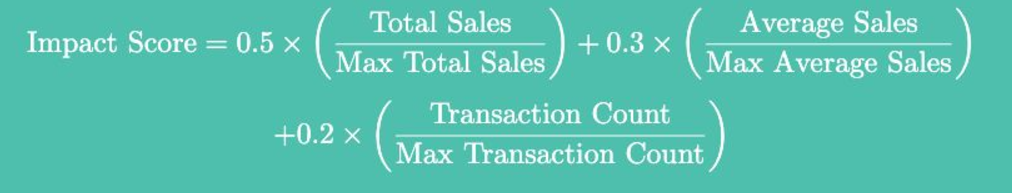 Impact Score = 0.5 × (Total Sales / Max Total Sales) + 0.3 × (Average Sales / Max Average Sales)
+0.2 × (Transaction Count / Max Transaction Count)